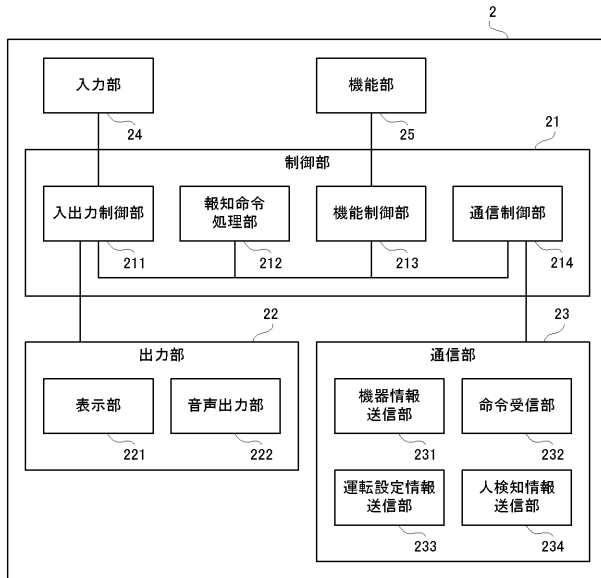 2
入力部
24
機能部
25
21
制御部
入出力制御部
211
報知命令
処理部
212
機能制御部
213
通信制御部
214
22
出力部
表示部
221
音声出力部
222
23
通信部
機器情報
送信部
231
命令受信部
232
運転設定情報
送信部
233
人検知情報
送信部
234